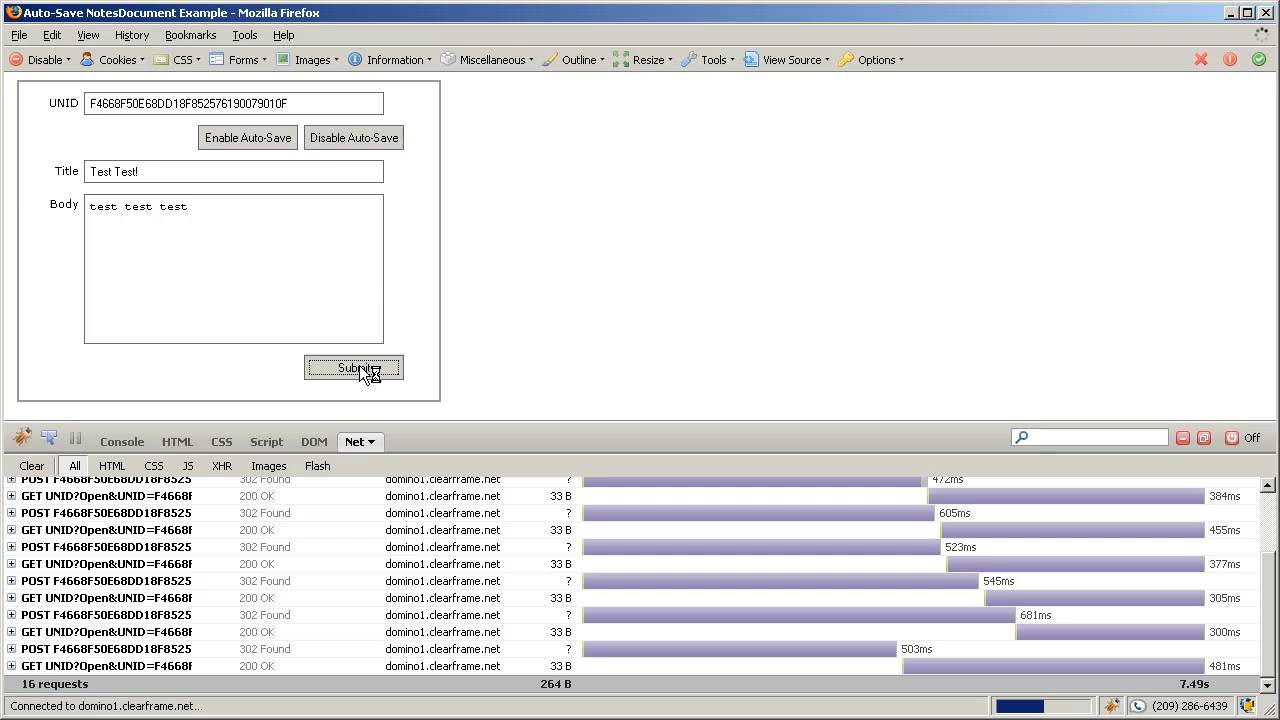 Auto-Save NotesDocument Example - Mozilla Firefox
File Edit View History Bookmarks Tools Help
Disable Cookies CSS Forms Images Information Miscellaneous Outline Resize Tools View Source Options
UNID F4668F50E68DD18F852576190079010F
Enable Auto-Save Disable Auto-Save
Title Test Test!
Body test test test
Submit
Console HTML CSS Script DOM Net Off
Clear All HTML CSS JS XHR Images Flash
POST F4668F50E68DD18F8525 302 Found domino1.clearframe.net ? 472ms
GET UNID?Open&UNID=F4668F 200 OK domino1.clearframe.net 33 B 384ms
POST F4668F50E68DD18F8525 302 Found domino1.clearframe.net ? 605ms
GET UNID?Open&UNID=F4668F 200 OK domino1.clearframe.net 33 B 455ms
POST F4668F50E68DD18F8525 302 Found domino1.clearframe.net ? 523ms
GET UNID?Open&UNID=F4668F 200 OK domino1.clearframe.net 33 B 377ms
POST F4668F50E68DD18F8525 302 Found domino1.clearframe.net ? 545ms
GET UNID?Open&UNID=F4668F 200 OK domino1.clearframe.net 33 B 305ms
POST F4668F50E68DD18F8525 302 Found domino1.clearframe.net ? 681ms
GET UNID?Open&UNID=F4668F 200 OK domino1.clearframe.net 33 B 300ms
POST F4668F50E68DD18F8525 302 Found domino1.clearframe.net ? 503ms
GET UNID?Open&UNID=F4668F 200 OK domino1.clearframe.net 33 B 481ms
16 requests 264 B 7.49s
Connected to domino1.clearframe.net... (209) 286-6439